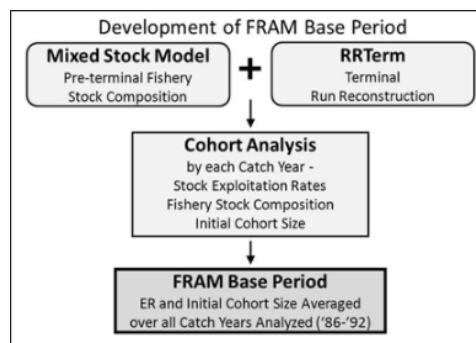 Development of FRAM Base Period
Mixed Stock Model
Pre-terminal Fishery
Stock Composition
+
RRTerm
Terminal
Run Reconstruction
Cohort Analysis
by each Catch Year -
Stock Exploitation Rates
Fishery Stock Composition
Initial Cohort Size
FRAM Base Period
ER and Initial Cohort Size Averaged
over all Catch Years Analyzed ('86-'92)